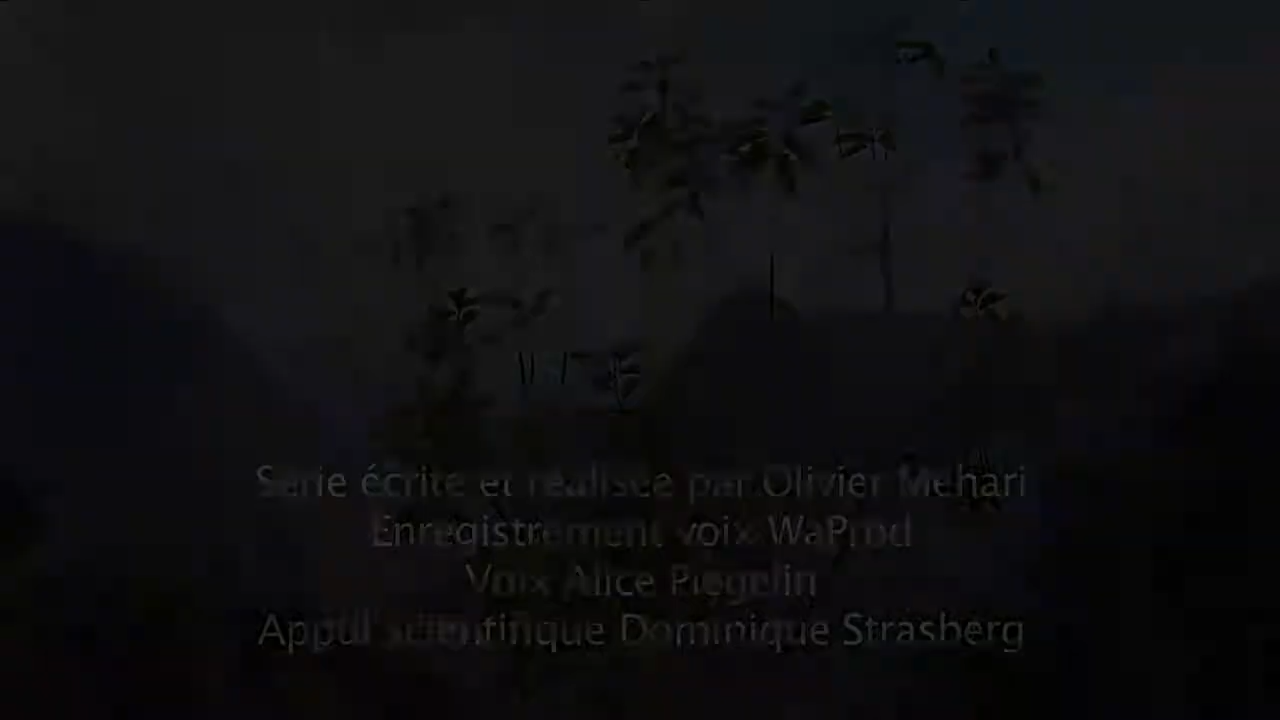 Série écrite et réalisée par Olivier Mehari
Enregistrement voix WaProd
Voix Alice Piegelin
Appui scientifique Dominique Strasberg